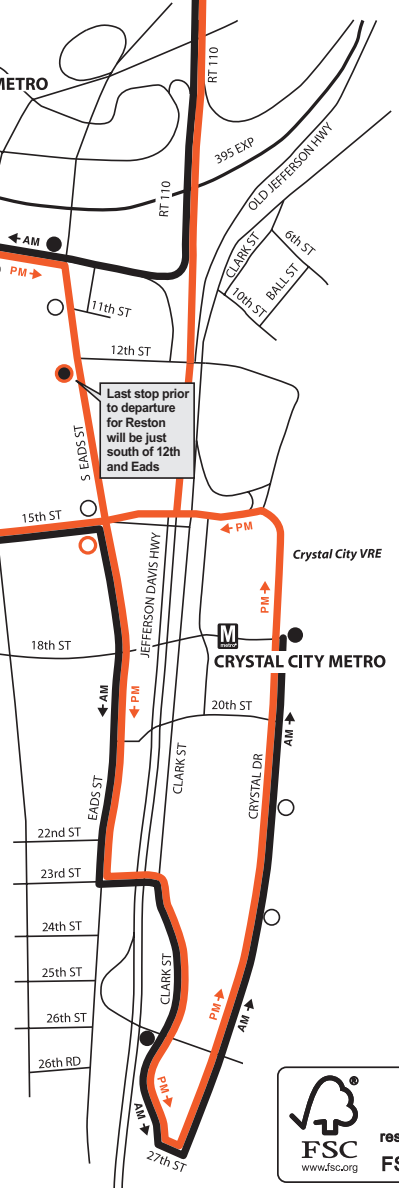 METRO
RT 110
395 EXP
OLD JEFFERSON HWY
RT 110
AM
PM
CLARK ST
6th ST
BALL ST
10th ST
11th ST
12th ST
Last stop prior
to departure
for Reston
will be just
south of 12th
and Eads
S EADS ST
15th ST
PM
JEFFERSON DAVIS HWY
Crystal City VRE
PM
18th ST
M
metro
CRYSTAL CITY METRO
AM
PM
20th ST
AM
CLARK ST
CRYSTAL DR
EADS ST
22nd ST
23rd ST
24th ST
CLARK ST
25th ST
PM
AM
26th ST
26th RD
PM
AM
27th ST
®
FSC
www.fsc.org
res
FS